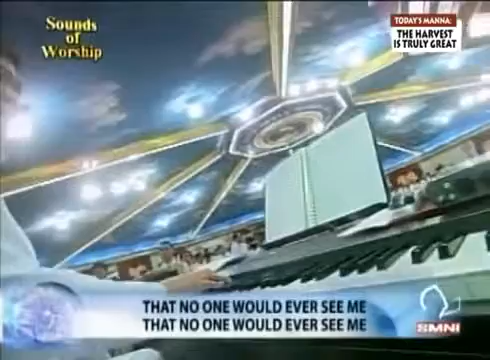 Sounds
of
Worship
TODAY'S MANNA:
THE HARVEST
IS TRULY GREAT
THAT NO ONE WOULD EVER SEE ME
THAT NO ONE WOULD EVER SEE ME
SMNI